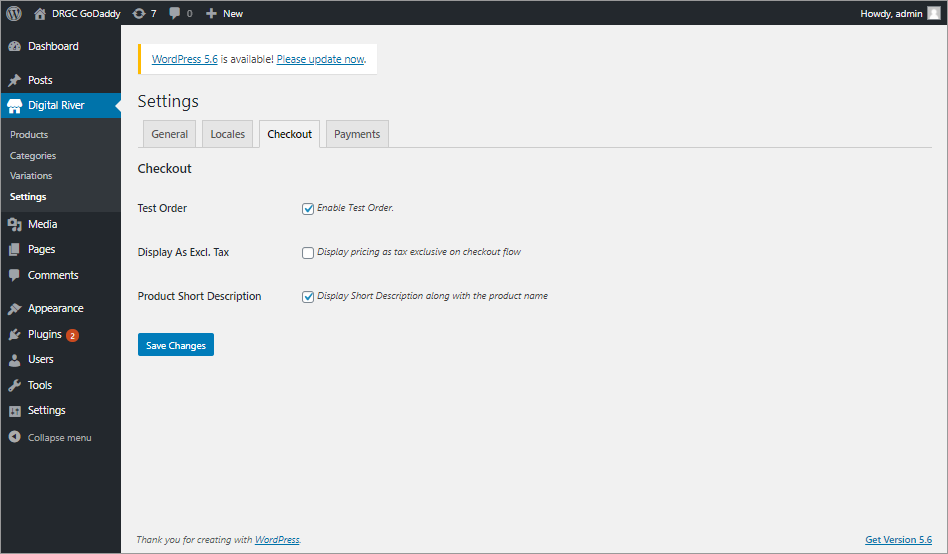 DRGC GoDaddy 7 0 New Howdy, admin
Dashboard
Posts
Digital River
Products
Categories
Variations
Settings
Media
Pages
Comments
Appearance
Plugins 2
Users
Tools
Settings
Collapse menu
WordPress 5.6 is available! Please update now.
Settings
General Locales Checkout Payments
Checkout
Test Order Enable Test Order.
Display As Excl. Tax Display pricing as tax exclusive on checkout flow
Product Short Description Display Short Description along with the product name
Save Changes
Thank you for creating with WordPress. Get Version 5.6